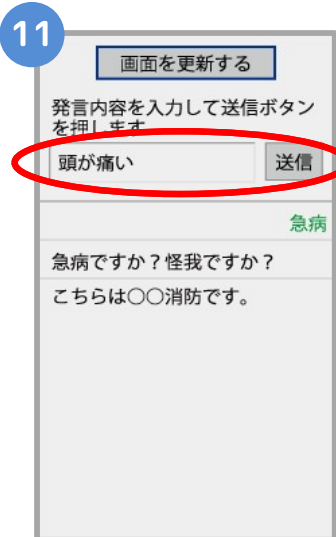 11
画面を更新する
発言内容を入力して送信ボタン
を押します
頭が痛い 送信
急病
急病ですか？怪我ですか？
こちらは○○消防です。